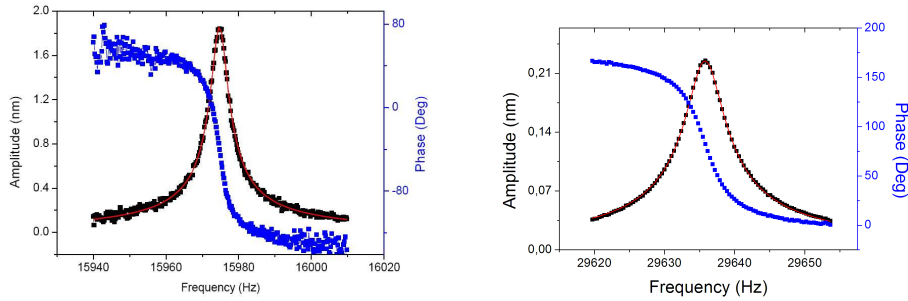 2.0
1.6
1.2
0.8
0.4
0.0
Amplitude (nm)
80
0
-80
Phase (Deg)
15940 15960 15980 16000 16020
Frequency (Hz)
0,21
0,14
0,07
0,00
Amplitude (nm)
200
150
100
50
0
Phase (Deg)
29620 29630 29640 29650
Frequency (Hz)